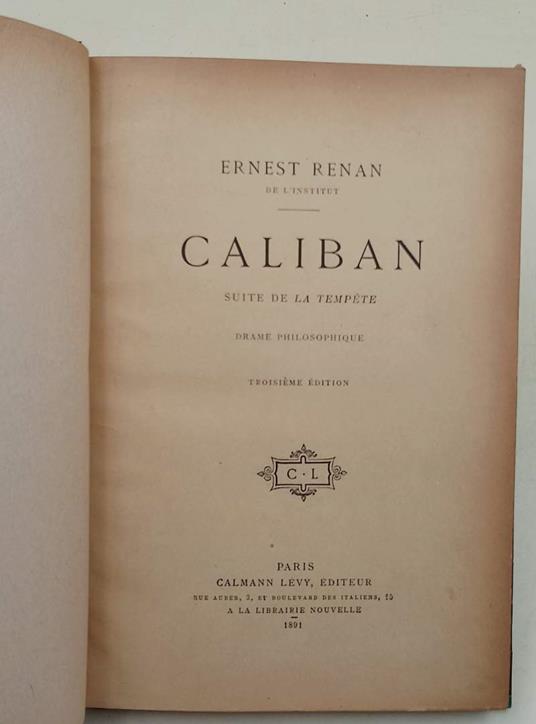 ERNEST RENAN
DE L'INSTITUT
CALIBAN
SUITE DE LA TEMPÊTE
DRAME PHILOSOPHIQUE
TROISIÈME ÉDITION
C · L
PARIS
CALMANN LÉVY, ÉDITEUR
RUE AUBER, 3, ET BOULEVARD DES ITALIENS, 15
A LA LIBRAIRIE NOUVELLE
1891